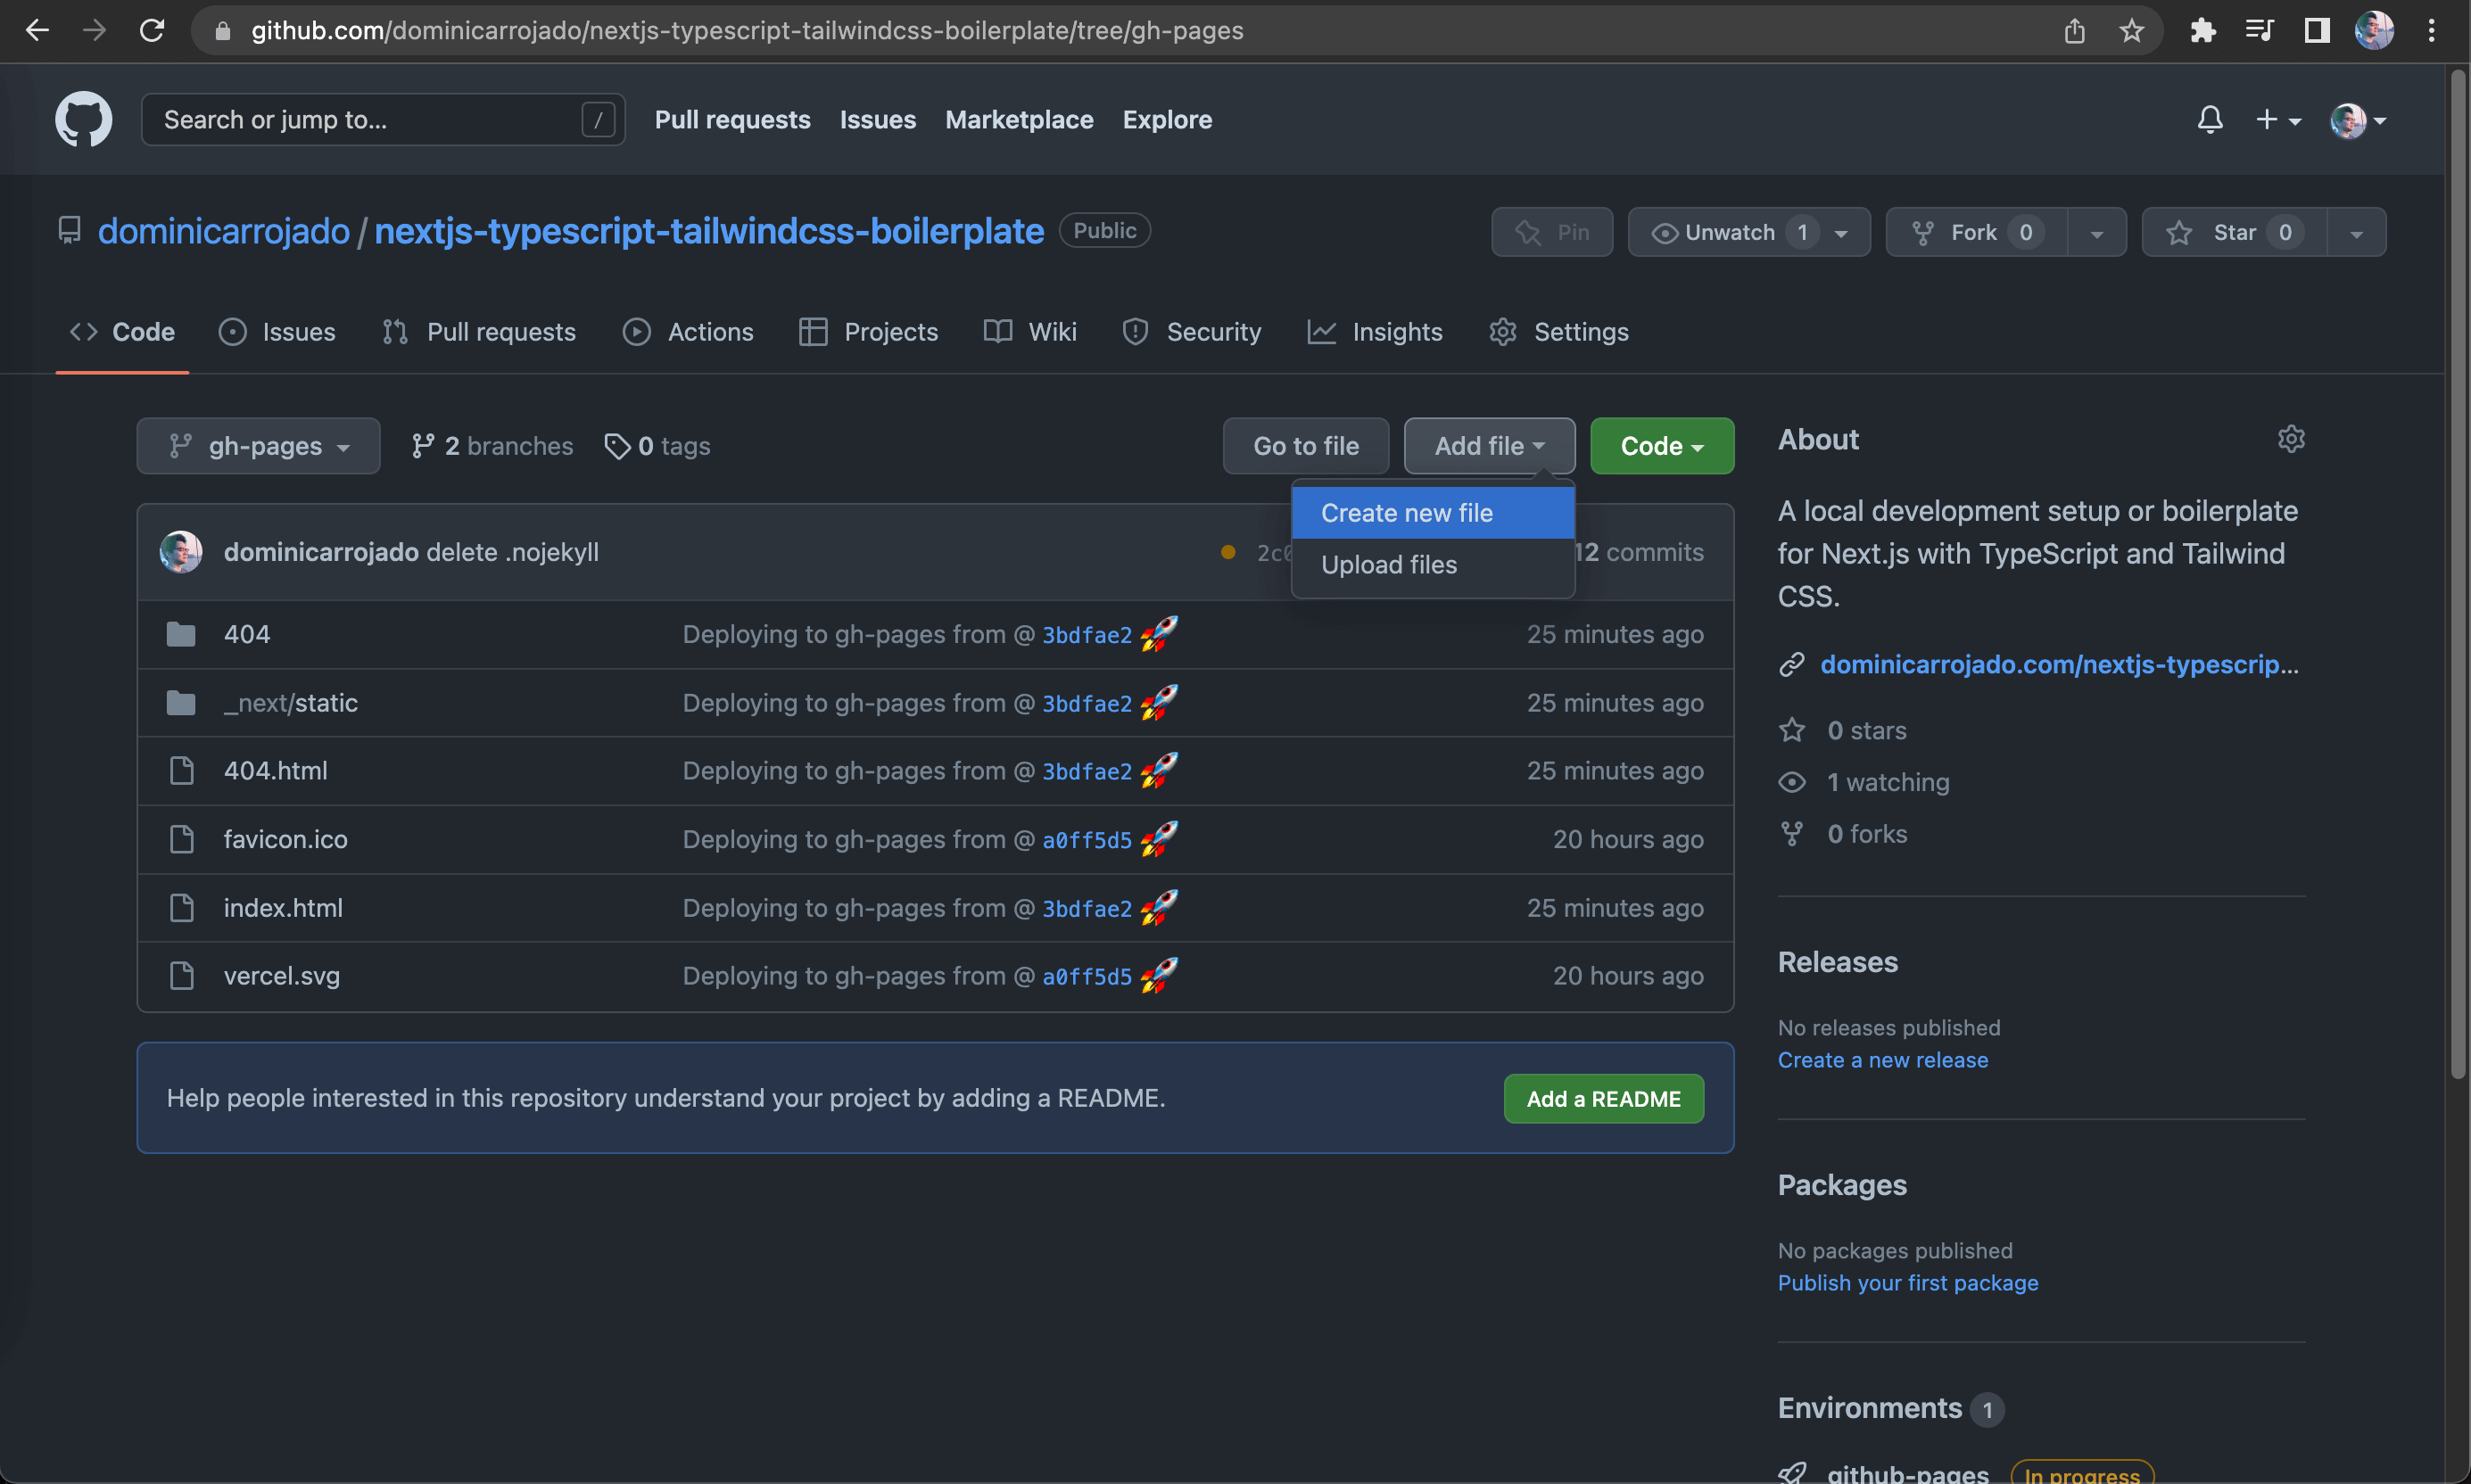 github.com/dominicarrojado/nextjs-typescript-tailwindcss-boilerplate/tree/gh-pages
Search or jump to... /
Pull requests Issues Marketplace Explore
dominicarrojado / nextjs-typescript-tailwindcss-boilerplate Public
Pin Unwatch 1 Fork 0 Star 0
Code Issues Pull requests Actions Projects Wiki Security Insights Settings
gh-pages 2 branches 0 tags Go to file Add file Code
Create new file
Upload files
dominicarrojado delete .nojekyll 2c0 12 commits
404 Deploying to gh-pages from @ 3bdfae2 🚀 25 minutes ago
_next/static Deploying to gh-pages from @ 3bdfae2 🚀 25 minutes ago
404.html Deploying to gh-pages from @ 3bdfae2 🚀 25 minutes ago
favicon.ico Deploying to gh-pages from @ a0ff5d5 🚀 20 hours ago
index.html Deploying to gh-pages from @ 3bdfae2 🚀 25 minutes ago
vercel.svg Deploying to gh-pages from @ a0ff5d5 🚀 20 hours ago
Help people interested in this repository understand your project by adding a README. Add a README
About
A local development setup or boilerplate
for Next.js with TypeScript and Tailwind
CSS.
dominicarrojado.com/nextjs-typescrip...
0 stars
1 watching
0 forks
Releases
No releases published
Create a new release
Packages
No packages published
Publish your first package
Environments 1
github-pages In progress